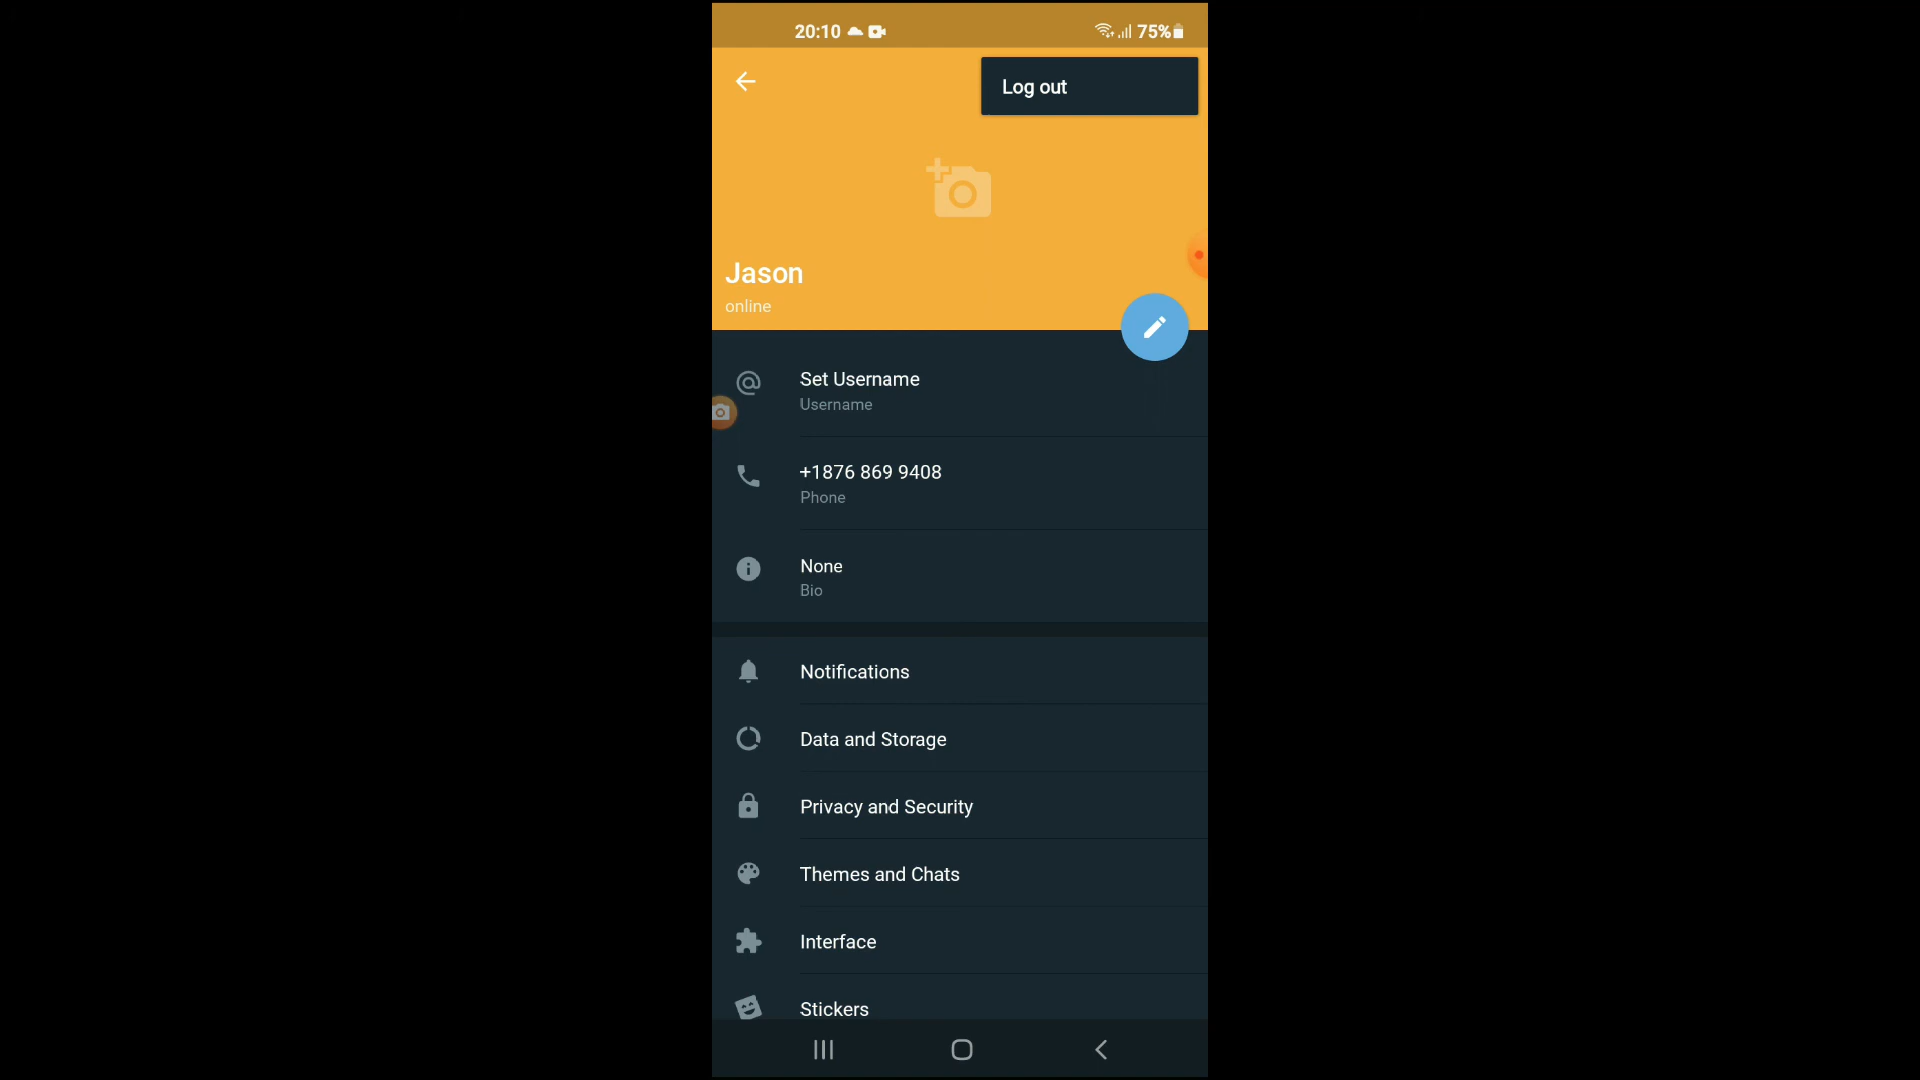 20:10
75%
Log out
Jason
online
Set Username
Username
+1876 869 9408
Phone
None
Bio
Notifications
Data and Storage
Privacy and Security
Themes and Chats
Interface
Stickers